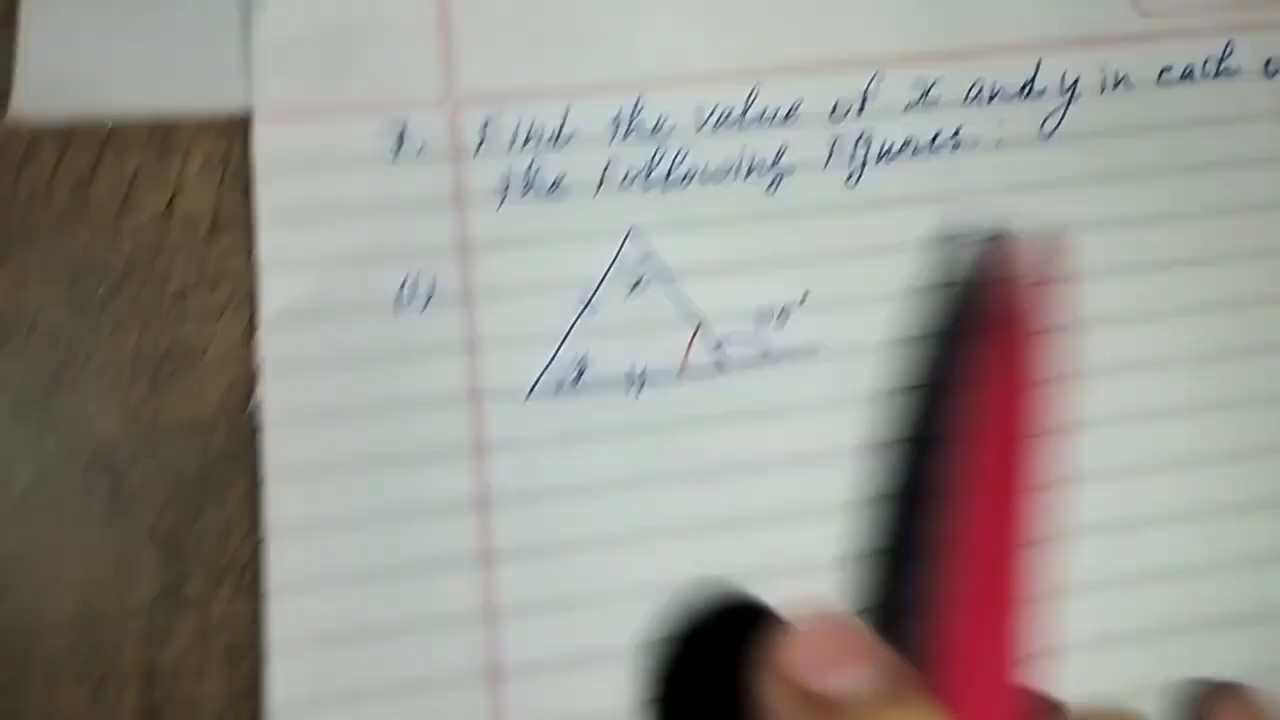 1. Find the value of x and y in each
the following figures:
(i)
x
y